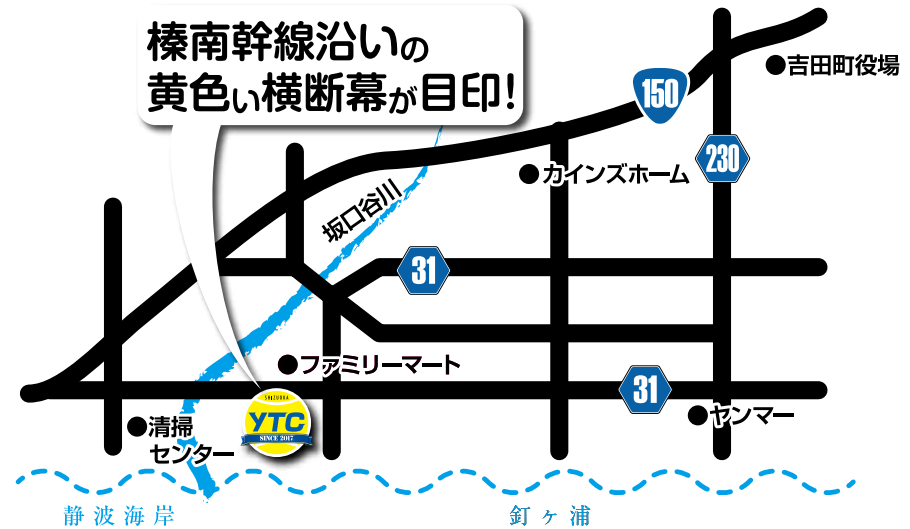 榛南幹線沿いの
黄色い横断幕が目印!
吉田町役場
150
230
カインズホーム
坂口谷川
31
ファミリーマート
31
ヤンマー
SHIZUOKA
YTC
SINCE 2017
清掃
センター
静波海岸
釘ヶ浦